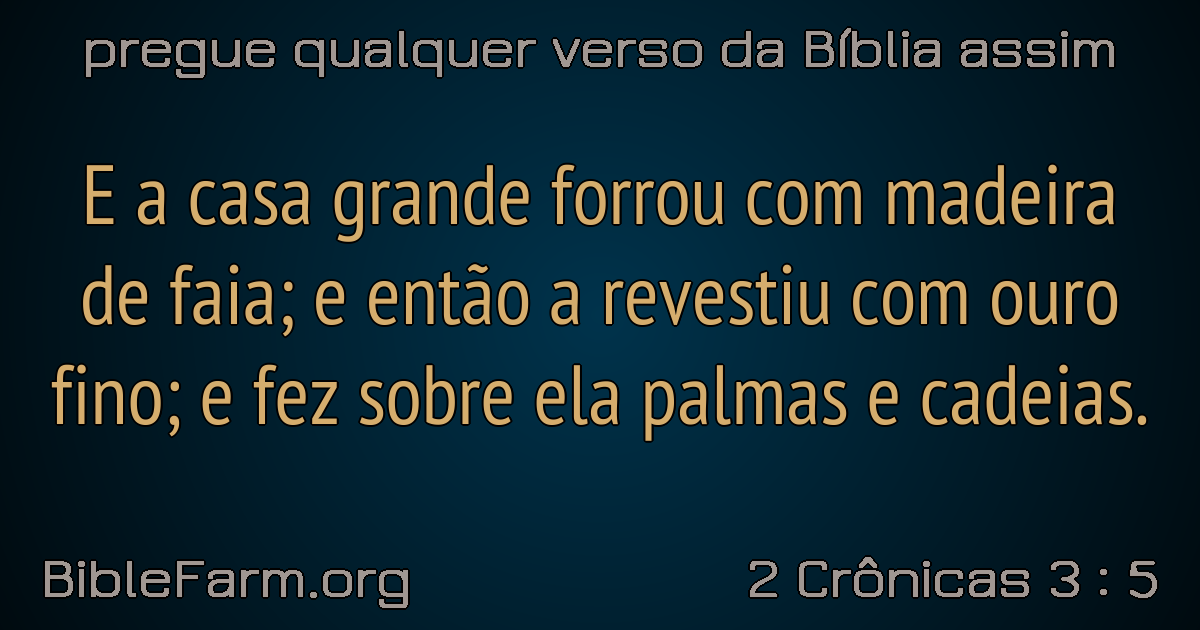 pregue qualquer verso da Bíblia assim
E a casa grande forrou com madeira
de faia; e então a revestiu com ouro
fino; e fez sobre ela palmas e cadeias.
BibleFarm.org
2 Crônicas 3 : 5